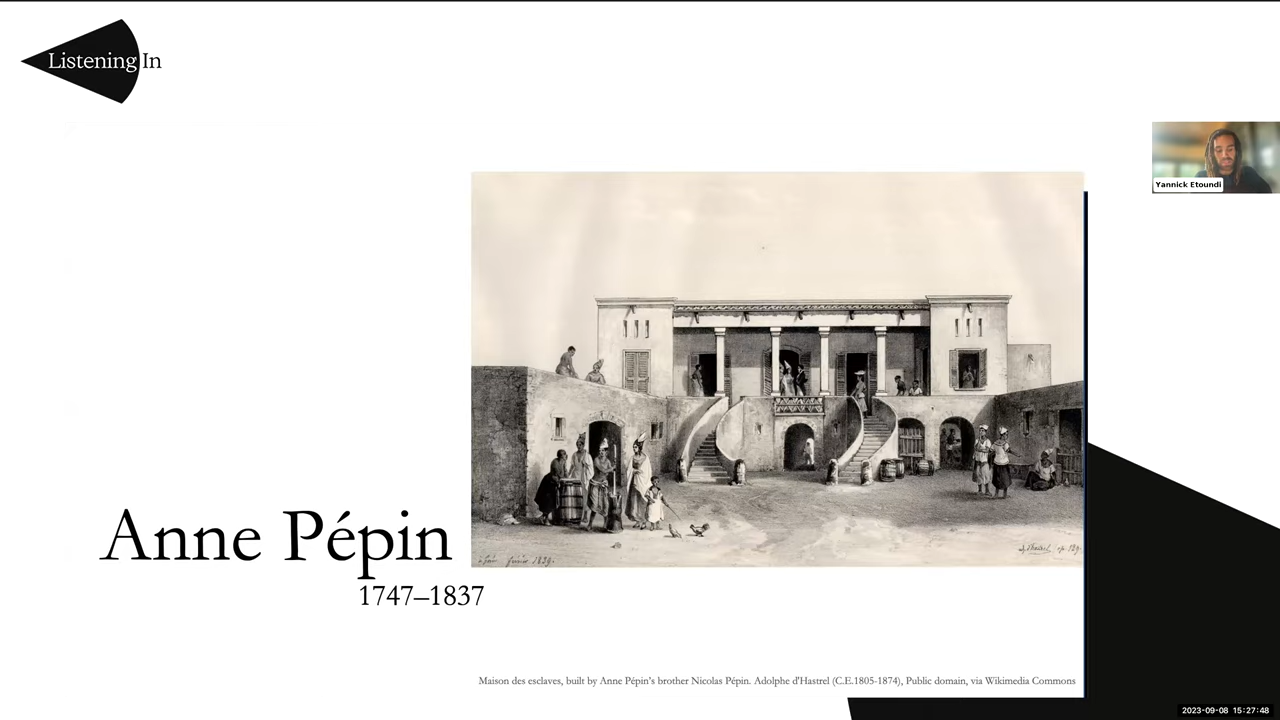 Listening In
Yannick Etoundi
Anne Pépin
1747–1837
Maison des esclaves, built by Anne Pépin's brother Nicolas Pépin. Adolphe d'Hastrel (C.E.1805-1874), Public domain, via Wikimedia Commons
2023-09-08 15:27:48